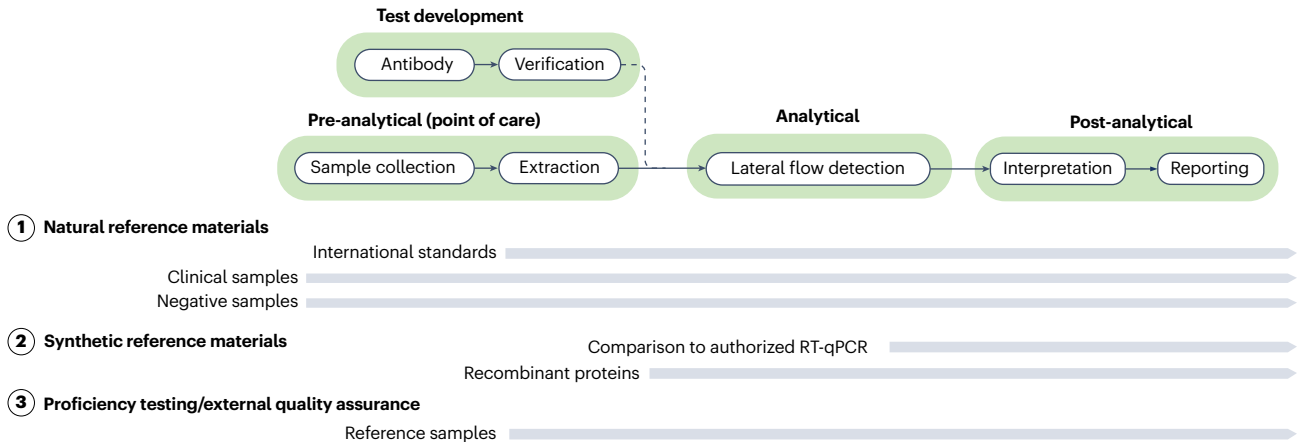 Test development
Antibody
Verification
Pre-analytical (point of care)
Analytical
Post-analytical
Sample collection
Extraction
Lateral flow detection
Interpretation
Reporting
1 Natural reference materials
International standards
Clinical samples
Negative samples
2 Synthetic reference materials
Comparison to authorized RT-qPCR
Recombinant proteins
3 Proficiency testing/external quality assurance
Reference samples